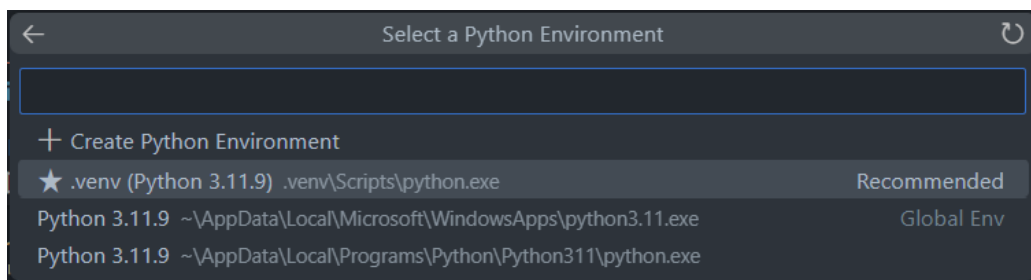 Select a Python Environment
Create Python Environment
.venv (Python 3.11.9) .venv\Scripts\python.exe Recommended
Python 3.11.9 ~\AppData\Local\Microsoft\WindowsApps\python3.11.exe Global Env
Python 3.11.9 ~\AppData\Local\Programs\Python\Python311\python.exe